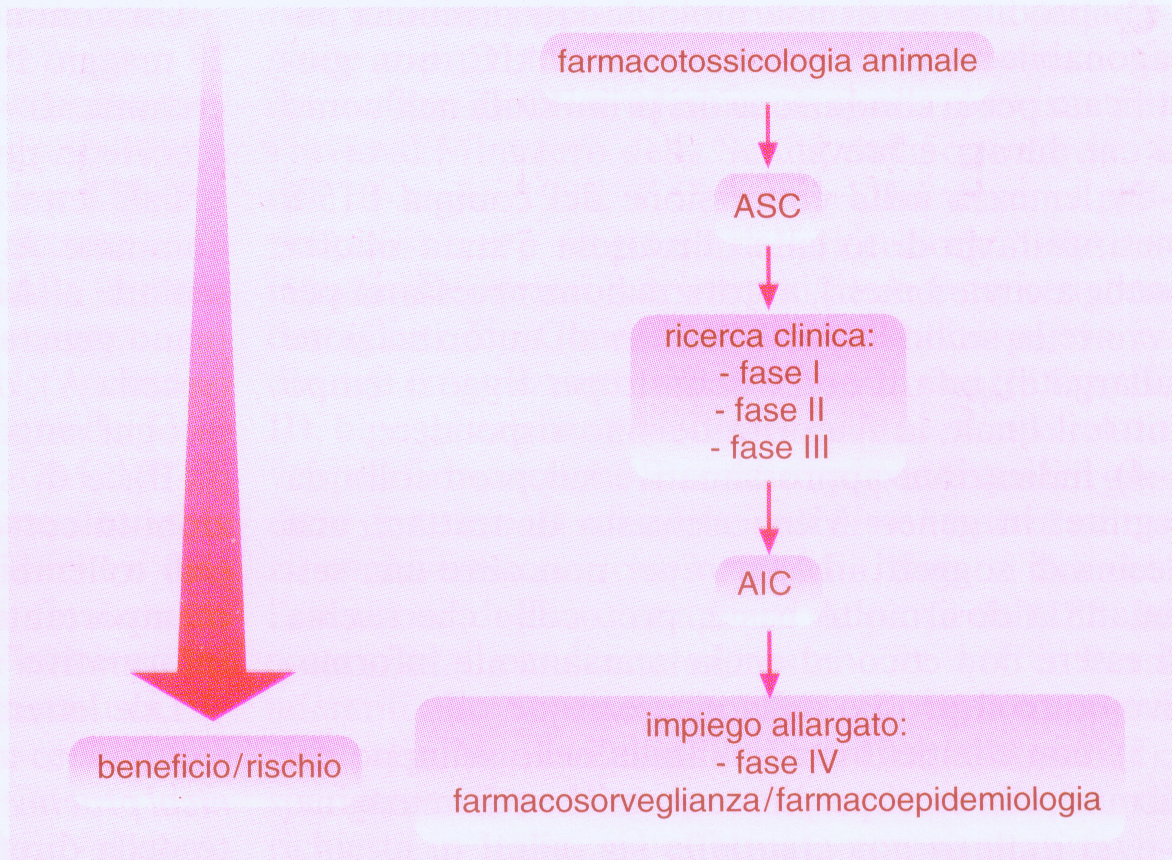 farmacotossicologia animale
ASC
ricerca clinica:
- fase I
- fase II
- fase III
AIC
impiego allargato:
- fase IV
farmacosorveglianza/farmacoepidemiologia
beneficio/rischio